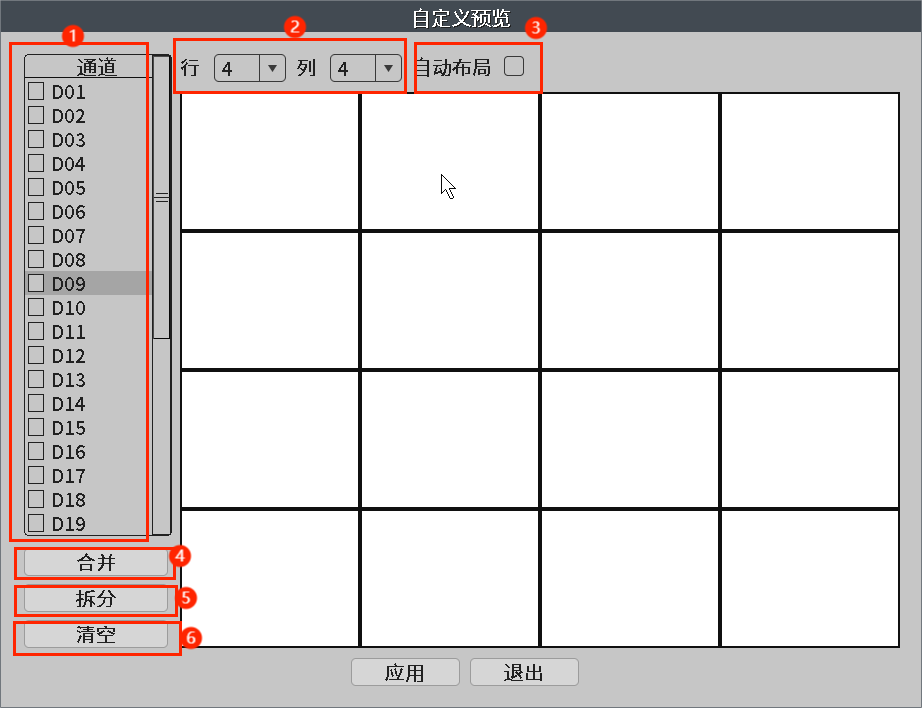 自定义预览
1
2
3
通道
行 4 列 4 自动布局
D01
D02
D03
D04
D05
D06
D07
D08
D09
D10
D11
D12
D13
D14
D15
D16
D17
D18
D19
合并 4
拆分 5
清空 6
应用 退出